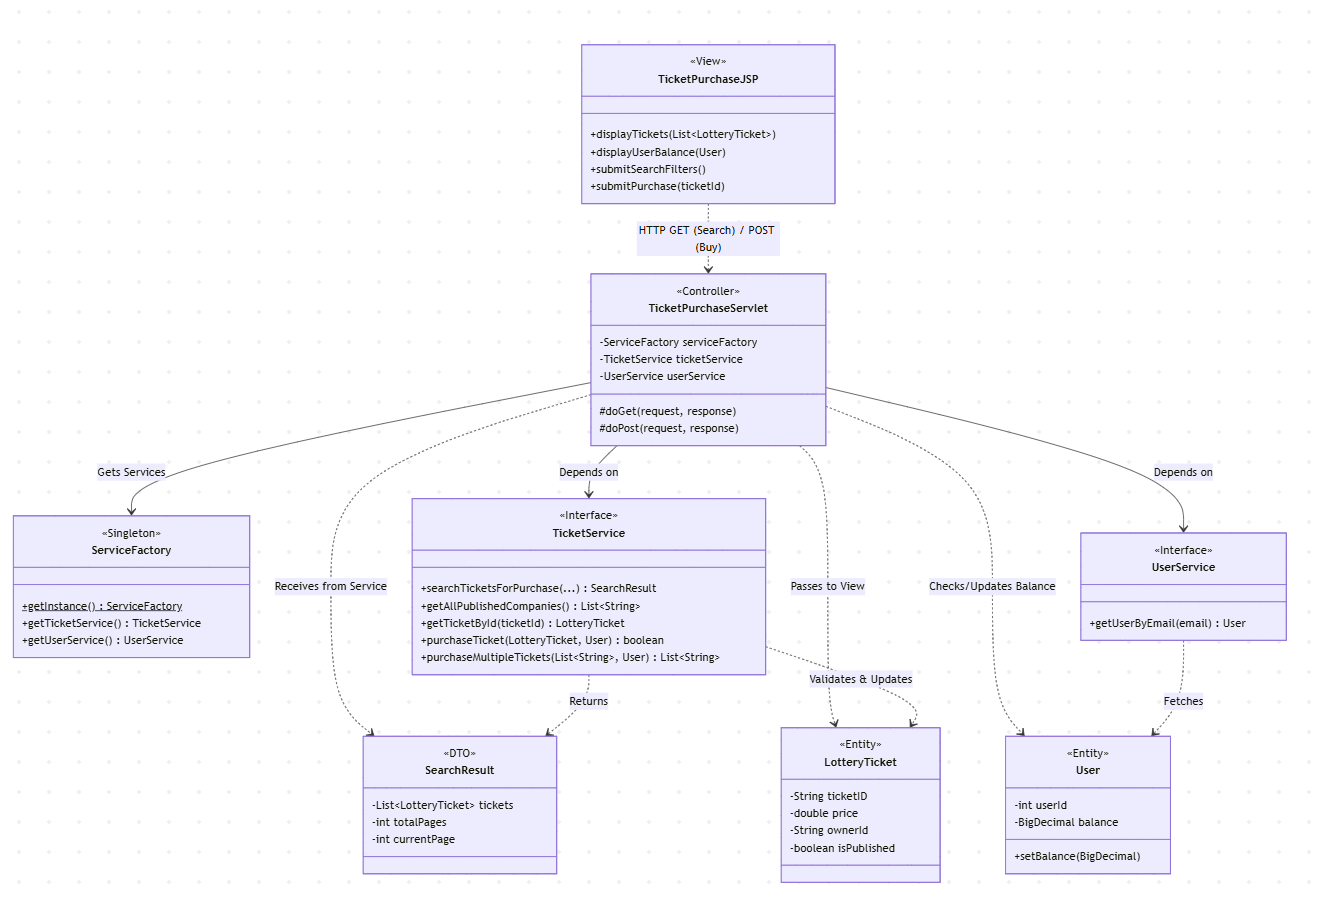 «View»
TicketPurchaseJSP
+displayTickets(List<LotteryTicket>)
+displayUserBalance(User)
+submitSearchFilters()
+submitPurchase(ticketId)
HTTP GET (Search) / POST
(Buy)
«Controller»
TicketPurchaseServlet
-ServiceFactory serviceFactory
-TicketService ticketService
-UserService userService
#doGet(request, response)
#doPost(request, response)
Gets Services
Depends on
Depends on
«Singleton»
ServiceFactory
+getInstance() : ServiceFactory
+getTicketService() : TicketService
+getUserService() : UserService
Receives from Service
«Interface»
TicketService
+searchTicketsForPurchase(...) : SearchResult
+getAllPublishedCompanies() : List<String>
+getTicketById(ticketId) : LotteryTicket
+purchaseTicket(LotteryTicket, User) : boolean
+purchaseMultipleTickets(List<String>, User) : List<String>
Passes to View
Checks/Updates Balance
«Interface»
UserService
+getUserByEmail(email) : User
Returns
Validates & Updates
Fetches
«DTO»
SearchResult
-List<LotteryTicket> tickets
-int totalPages
-int currentPage
«Entity»
LotteryTicket
-String ticketID
-double price
-String ownerId
-boolean isPublished
«Entity»
User
-int userId
-BigDecimal balance
+setBalance(BigDecimal)